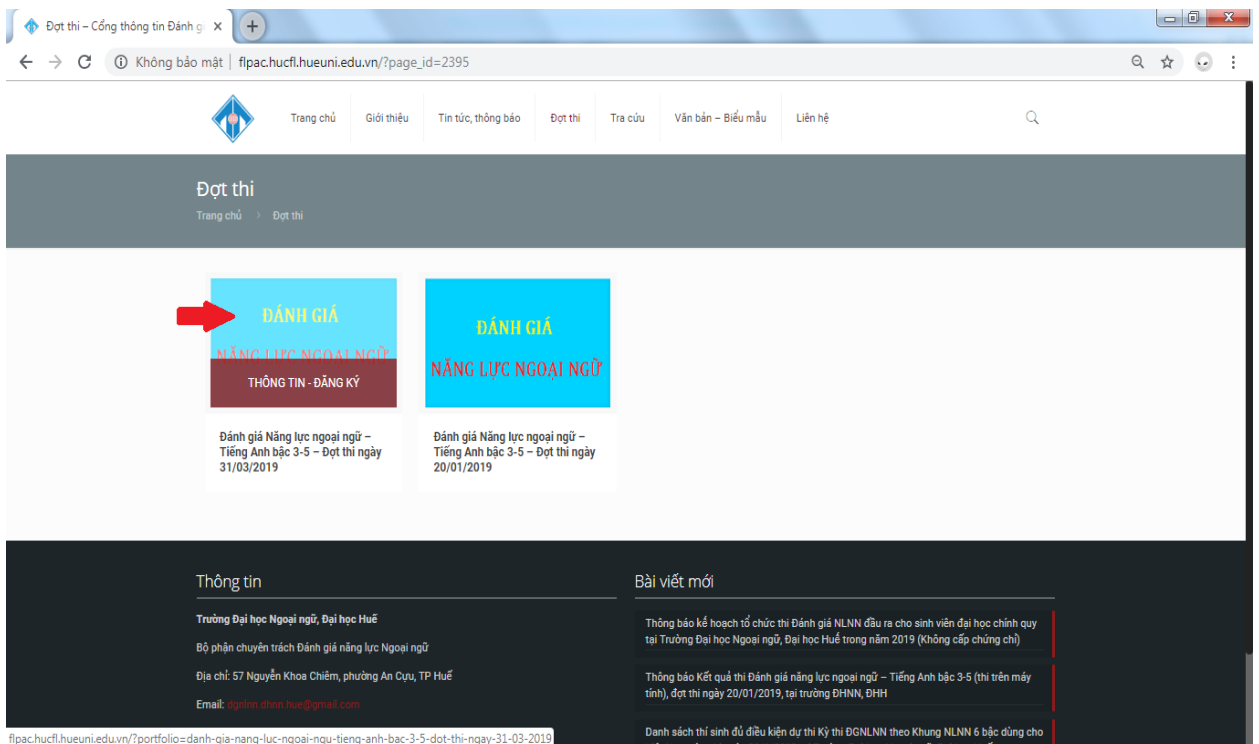 Đợt thi – Cổng thông tin Đánh gi
Không bảo mật | flpac.hucfl.hueuni.edu.vn/?page_id=2395
Trang chủ Giới thiệu Tin tức, thông báo Đợt thi Tra cứu Văn bản – Biểu mẫu Liên hệ
Đợt thi
Trang chủ > Đợt thi
ĐÁNH GIÁ
NĂNG LỰC NGOẠI NGỮ
THÔNG TIN - ĐĂNG KÝ
Đánh giá Năng lực ngoại ngữ –
Tiếng Anh bậc 3-5 – Đợt thi ngày
31/03/2019
ĐÁNH GIÁ
NĂNG LỰC NGOẠI NGỮ
Đánh giá Năng lực ngoại ngữ –
Tiếng Anh bậc 3-5 – Đợt thi ngày
20/01/2019
Thông tin
Trường Đại học Ngoại ngữ, Đại học Huế
Bộ phận chuyên trách Đánh giá năng lực Ngoại ngữ
Địa chỉ: 57 Nguyễn Khoa Chiêm, phường An Cựu, TP Huế
Email: dgnlnn.dhnn.hue@gmail.com
Bài viết mới
Thông báo kế hoạch tổ chức thi Đánh giá NLNN đầu ra cho sinh viên đại học chính quy
tại Trường Đại học Ngoại ngữ, Đại học Huế trong năm 2019 (Không cấp chứng chỉ)
Thông báo Kết quả thi Đánh giá năng lực ngoại ngữ – Tiếng Anh bậc 3-5 (thi trên máy
tính), đợt thi ngày 20/01/2019, tại trường ĐHNN, ĐHH
Danh sách thí sinh đủ điều kiện dự thi Kỳ thi ĐGNLNN theo Khung NLNN 6 bậc dùng cho
flpac.hucfl.hueuni.edu.vn/?portfolio=danh-gia-nang-luc-ngoai-ngu-tieng-anh-bac-3-5-dot-thi-ngay-31-03-2019